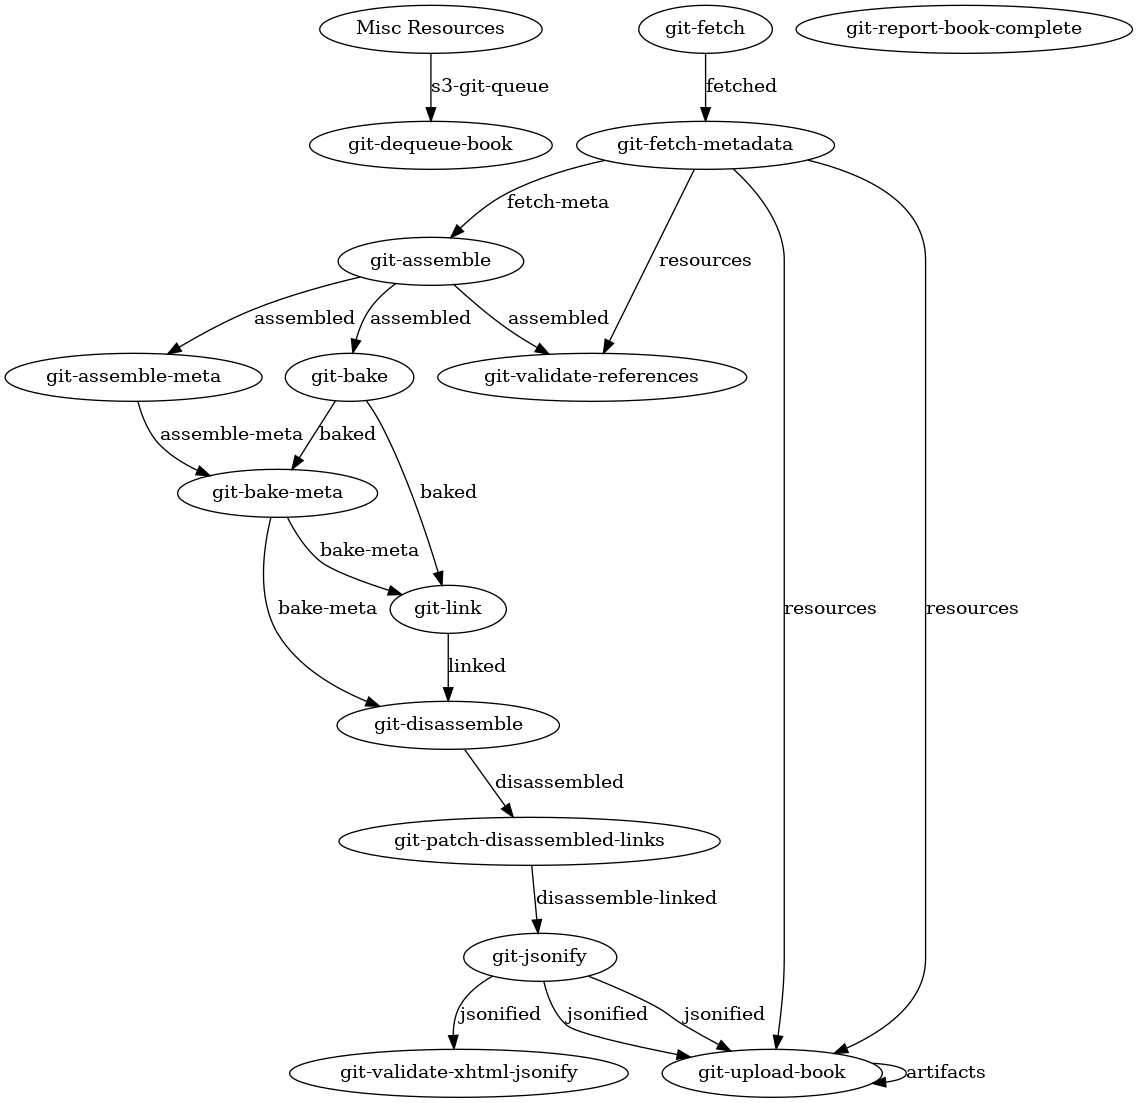 Misc Resources
git-fetch
git-report-book-complete
s3-git-queue
fetched
git-dequeue-book
git-fetch-metadata
fetch-meta
git-assemble
resources
assembled
assembled
assembled
git-assemble-meta
git-bake
git-validate-references
assemble-meta
baked
git-bake-meta
baked
bake-meta
bake-meta
git-link
resources
resources
linked
git-disassemble
disassembled
git-patch-disassembled-links
disassemble-linked
git-jsonify
jsonified
jsonified
jsonified
git-validate-xhtml-jsonify
git-upload-book
artifacts